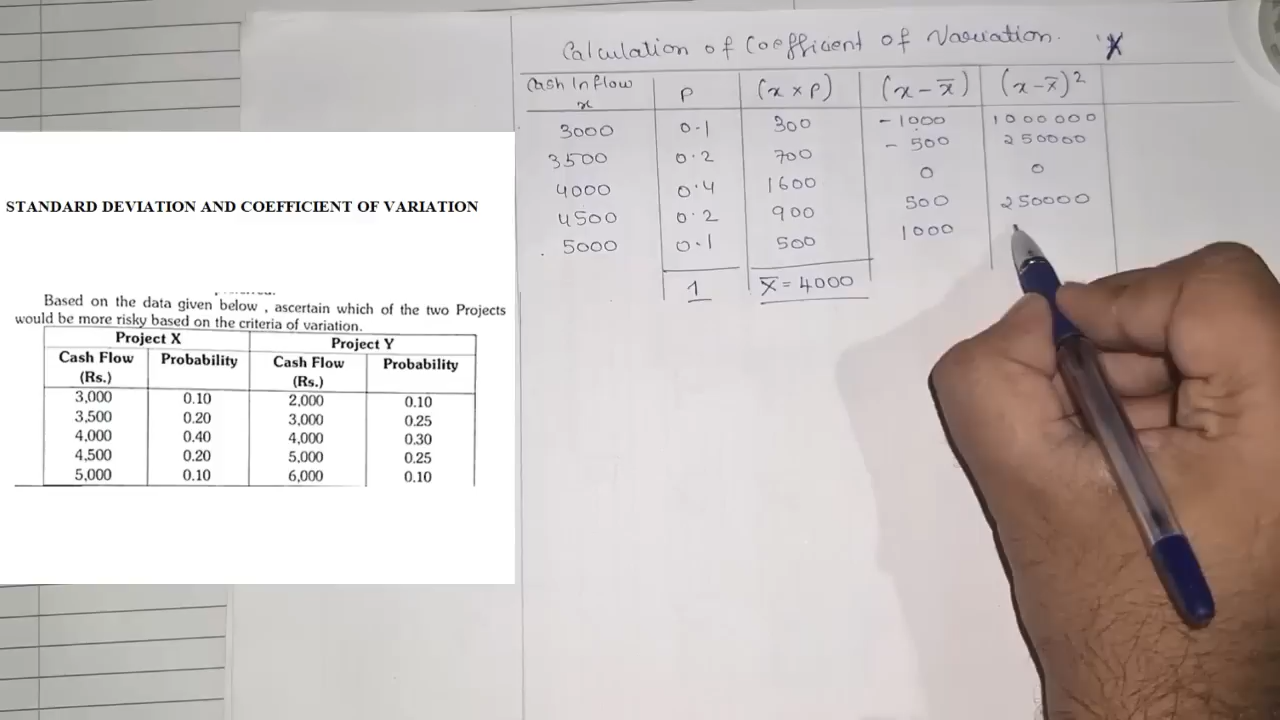 Calculation of Coefficient of Variation. 'X'
Cash Inflow x P (x × P) (x - x̄) (x - x̄)²
3000 0.1 300 - 1000 1000000
3500 0.2 700 - 500 250000
4000 0.4 1600 0 0
4500 0.2 900 500 250000
5000 0.1 500 1000
1 x̄ = 4000
STANDARD DEVIATION AND COEFFICIENT OF VARIATION
Based on the data given below , ascertain which of the two Projects
would be more risky based on the criteria of variation.
Project X Project Y
Cash Flow (Rs.) Probability Cash Flow (Rs.) Probability
3,000 0.10 2,000 0.10
3,500 0.20 3,000 0.25
4,000 0.40 4,000 0.30
4,500 0.20 5,000 0.25
5,000 0.10 6,000 0.10